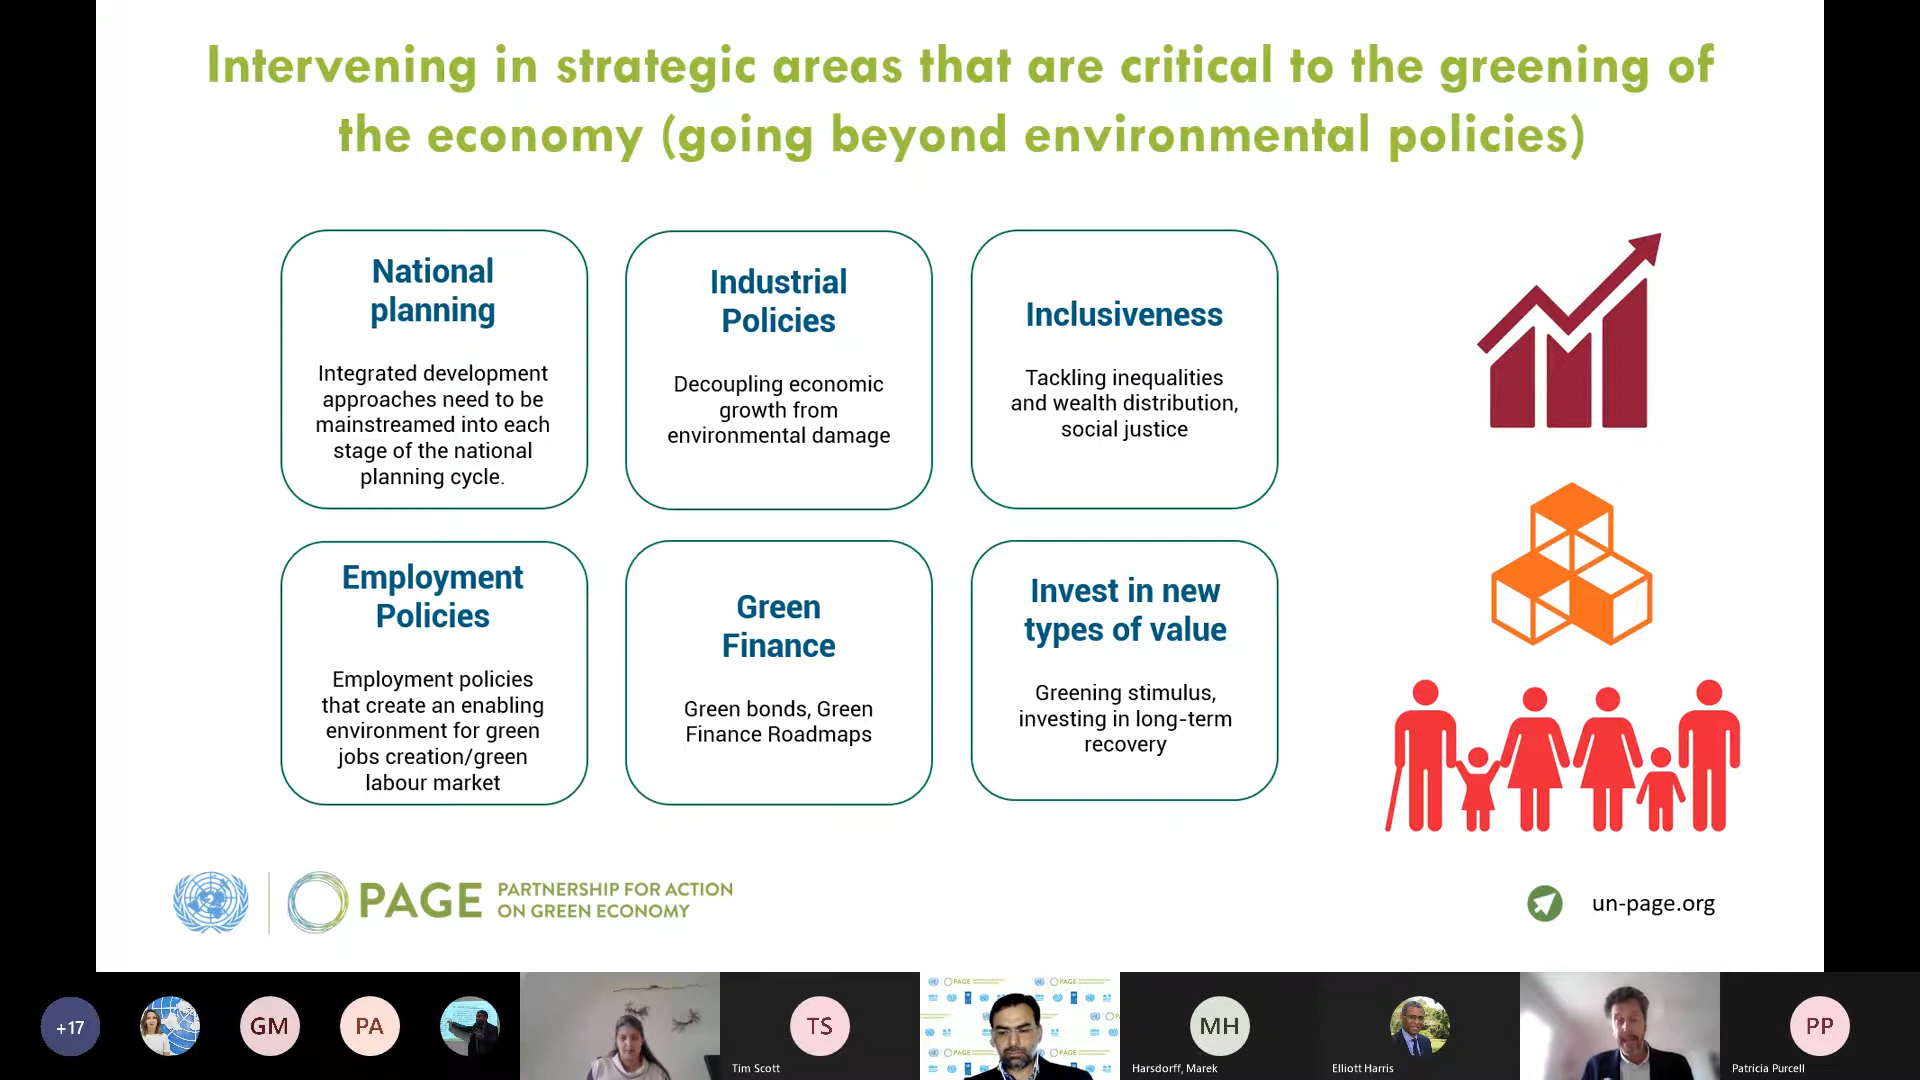 Intervening in strategic areas that are critical to the greening of
the economy (going beyond environmental policies)
National
planning
Integrated development
approaches need to be
mainstreamed into each
stage of the national
planning cycle.
Industrial
Policies
Decoupling economic
growth from
environmental damage
Inclusiveness
Tackling inequalities
and wealth distribution,
social justice
Employment
Policies
Employment policies
that create an enabling
environment for green
jobs creation/green
labour market
Green
Finance
Green bonds, Green
Finance Roadmaps
Invest in new
types of value
Greening stimulus,
investing in long-term
recovery
PAGE
PARTNERSHIP FOR ACTION
ON GREEN ECONOMY
un-page.org
+17
GM
PA
TS
Tim Scott
PAGE
PAGE
PAGE
PAGE
MH
Harsdorff, Marek
Elliott Harris
PP
Patricia Purcell